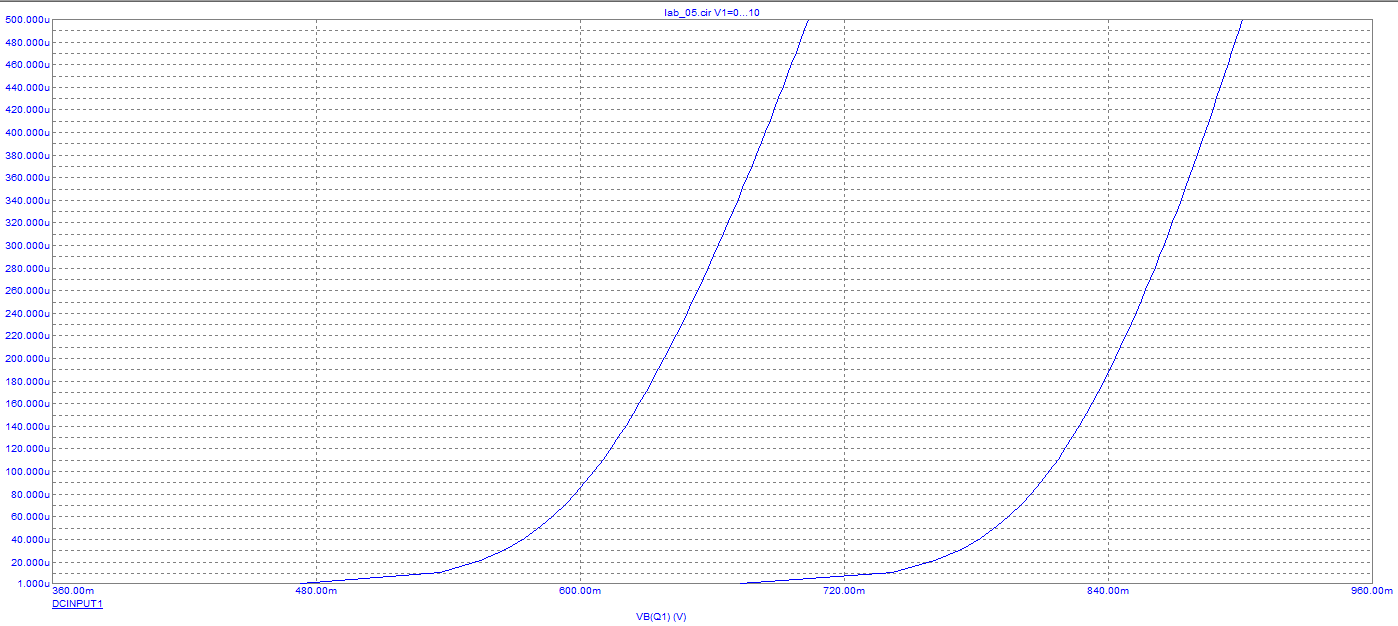 lab_05.cir V1=0...10
500.000u
480.000u
460.000u
440.000u
420.000u
400.000u
380.000u
360.000u
340.000u
320.000u
300.000u
280.000u
260.000u
240.000u
220.000u
200.000u
180.000u
160.000u
140.000u
120.000u
100.000u
80.000u
60.000u
40.000u
20.000u
1.000u
360.00m 480.00m 600.00m 720.00m 840.00m 960.00m
DCINPUT1
VB(Q1) (V)